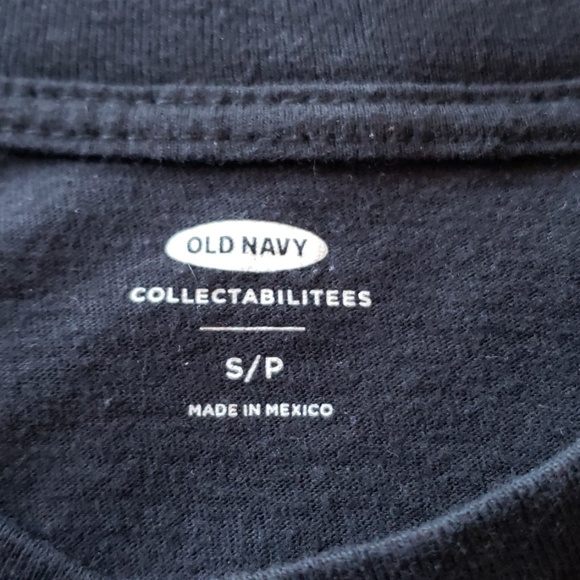 OLD NAVY
COLLECTABILITEES
S/P
MADE IN MEXICO